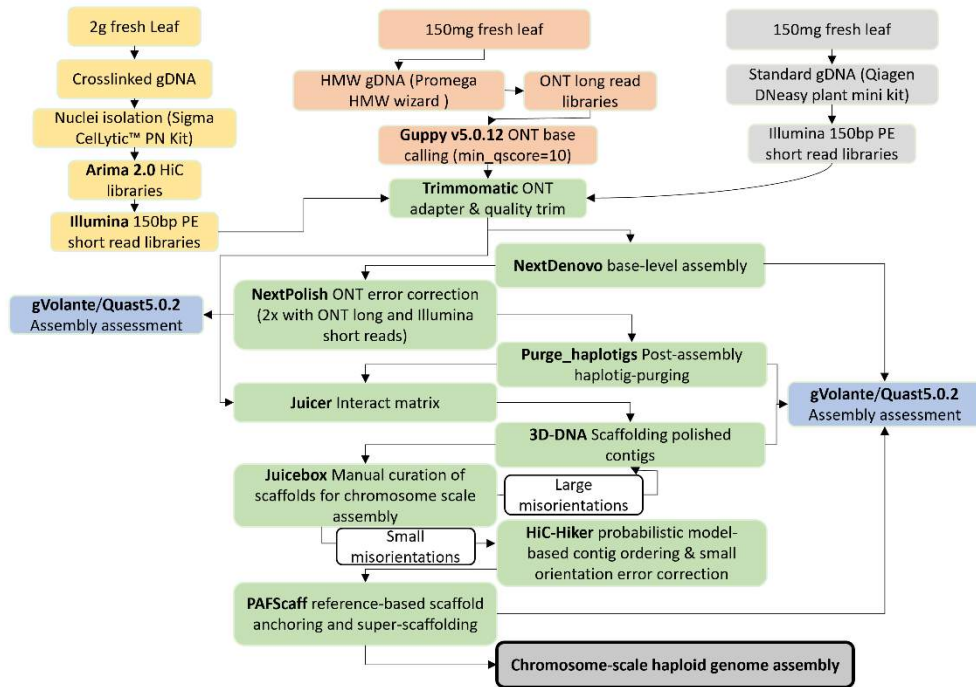 2g fresh Leaf
Crosslinked gDNA
Nuclei isolation (Sigma
CelLytic™ PN Kit)
Arima 2.0 HiC
libraries
Illumina 150bp PE
short read libraries
150mg fresh leaf
HMW gDNA (Promega
HMW wizard )
ONT long read
libraries
Guppy v5.0.12 ONT base
calling (min_qscore=10)
150mg fresh leaf
Standard gDNA (Qiagen
DNeasy plant mini kit)
Illumina 150bp PE
short read libraries
Trimmomatic ONT
adapter & quality trim
NextDenovo base-level assembly
NextPolish ONT error correction
(2x with ONT long and Illumina
short reads)
gVolante/Quast5.0.2
Assembly assessment
Purge_haplotigs Post-assembly
haplotig-purging
Juicer Interact matrix
gVolante/Quast5.0.2
Assembly assessment
3D-DNA Scaffolding polished
contigs
Juicebox Manual curation of
scaffolds for chromosome scale
assembly
Large
misorientations
Small
misorientations
HiC-Hiker probabilistic model-
based contig ordering & small
orientation error correction
PAFScaff reference-based scaffold
anchoring and super-scaffolding
Chromosome-scale haploid genome assembly